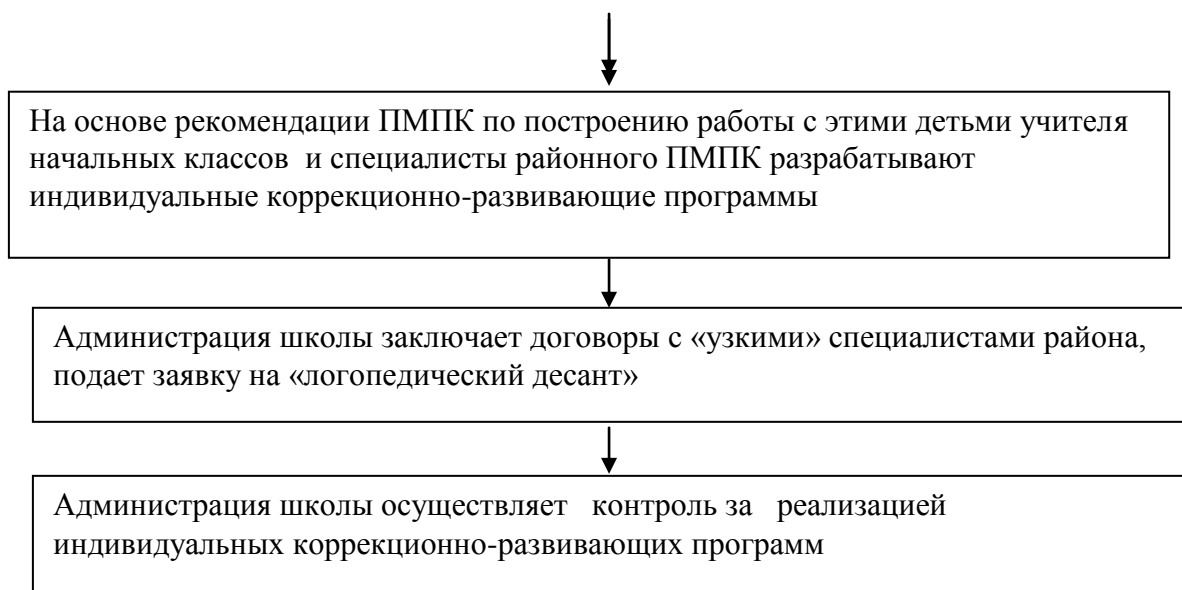 На основе рекомендации ПМПК по построению работы с этими детьми учителя
начальных классов и специалисты районного ПМПК разрабатывают
индивидуальные коррекционно-развивающие программы
Администрация школы заключает договоры с «узкими» специалистами района,
подает заявку на «логопедический десант»
Администрация школы осуществляет контроль за реализацией
индивидуальных коррекционно-развивающих программ